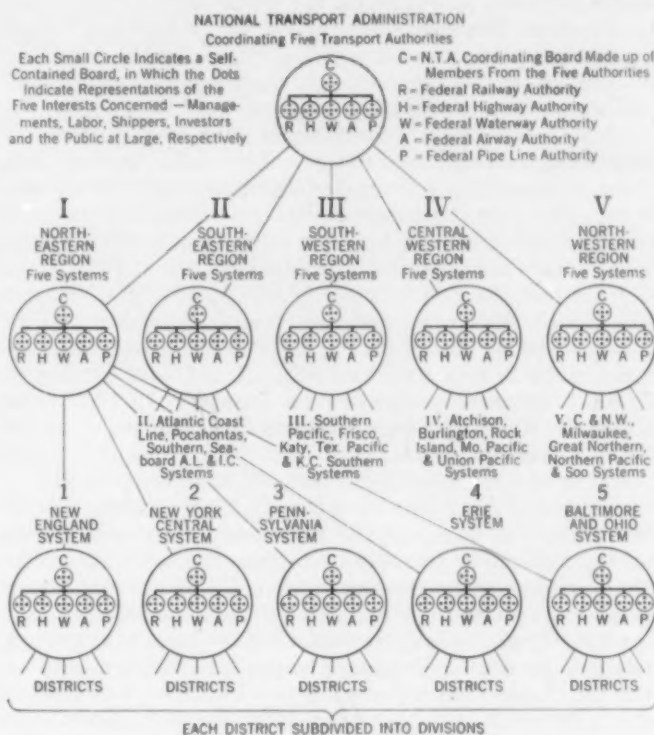 NATIONAL TRANSPORT ADMINISTRATION
Coordinating Five Transport Authorities
Each Small Circle Indicates a Self-
Contained Board, in Which the Dots
Indicate Representations of the
Five Interests Concerned — Manage-
ments, Labor, Shippers, Investors
and the Public at Large, Respectively
C = N.T.A. Coordinating Board Made up of
Members From the Five Authorities
R = Federal Railway Authority
H = Federal Highway Authority
W = Federal Waterway Authority
A = Federal Airway Authority
P = Federal Pipe Line Authority
C
R H W A P
I
NORTH-
EASTERN
REGION
Five Systems
C
R H W A P
II
SOUTH-
EASTERN
REGION
Five Systems
C
R H W A P
III
SOUTH-
WESTERN
REGION
Five Systems
C
R H W A P
IV
CENTRAL
WESTERN
REGION
Five Systems
C
R H W A P
V
NORTH-
WESTERN
REGION
Five Systems
C
R H W A P
II. Atlantic Coast
Line, Pocahontas,
Southern, Sea-
board A.L. & I.C.
Systems
III. Southern
Pacific, Frisco,
Katy, Tex. Pacific
& K.C. Southern
Systems
IV. Atchison,
Burlington, Rock
Island, Mo. Pacific
& Union Pacific
Systems
V. C. & N.W.,
Milwaukee,
Great Northern,
Northern Pacific
& Soo Systems
1
NEW
ENGLAND
SYSTEM
C
R H W A P
DISTRICTS
2
NEW YORK
CENTRAL
SYSTEM
C
R H W A P
DISTRICTS
3
PENN-
SYLVANIA
SYSTEM
C
R H W A P
DISTRICTS
4
ERIE
SYSTEM
C
R H W A P
DISTRICTS
5
BALTIMORE
AND OHIO
SYSTEM
C
R H W A P
DISTRICTS
EACH DISTRICT SUBDIVIDED INTO DIVISIONS